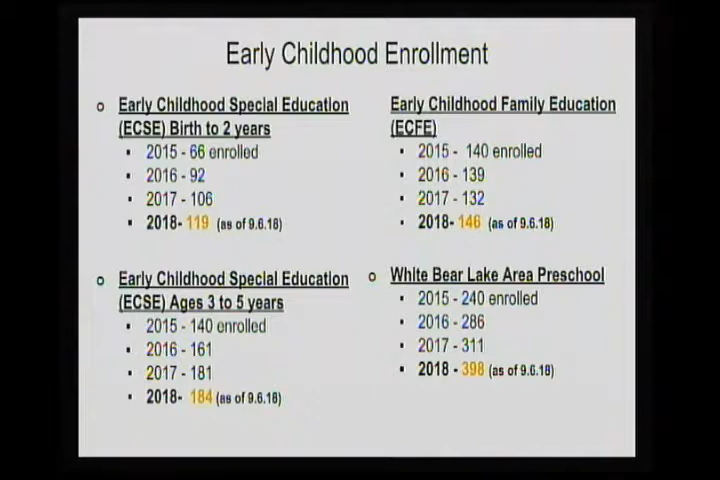 Early Childhood Enrollment
Early Childhood Special Education
(ECSE) Birth to 2 years
2015 - 66 enrolled
2016 - 92
2017 - 106
2018- 119 (as of 9.6.18)
Early Childhood Special Education
(ECSE) Ages 3 to 5 years
2015 - 140 enrolled
2016 - 161
2017 - 181
2018- 184 (as of 9.6.18)
Early Childhood Family Education
(ECFE)
2015 - 140 enrolled
2016 - 139
2017 - 132
2018- 146 (as of 9.6.18)
White Bear Lake Area Preschool
2015 - 240 enrolled
2016 - 286
2017 - 311
2018 - 398 (as of 9.6.18)